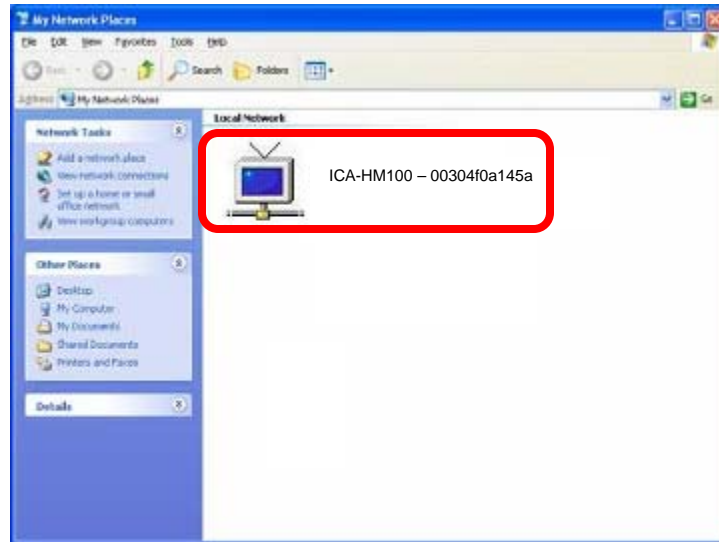 My Network Places
File Edit View Favorites Tools Help
Back Search Folders
Address My Network Places Go
Network Tasks
Add a network place
View network connections
Set up a home or small
office network
View workgroup computers
Other Places
Desktop
My Computer
My Documents
Shared Documents
Printers and Faxes
Details
Local Network
ICA-HM100 – 00304f0a145a